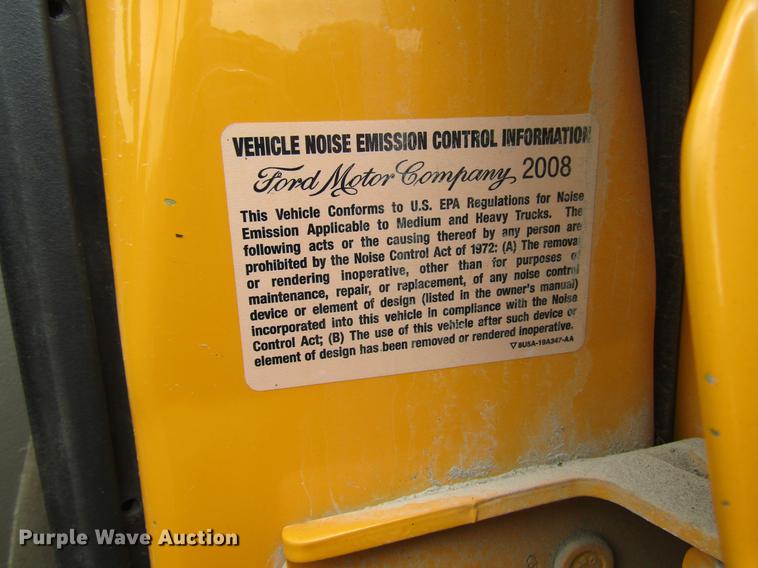 VEHICLE NOISE EMISSION CONTROL INFORMATION
Ford Motor Company 2008
This Vehicle Conforms to U.S. EPA Regulations for Noise
Emission Applicable to Medium and Heavy Trucks. The
following acts or the causing thereof by any person are
prohibited by the Noise Control Act of 1972: (A) The removal
or rendering inoperative, other than for purposes of
maintenance, repair, or replacement, of any noise control
device or element of design (listed in the owner's manual)
incorporated into this vehicle in compliance with the Noise
Control Act; (B) The use of this vehicle after such device or
element of design has been removed or rendered inoperative.
▽ 8U5A-19A347-AA
Purple Wave Auction®